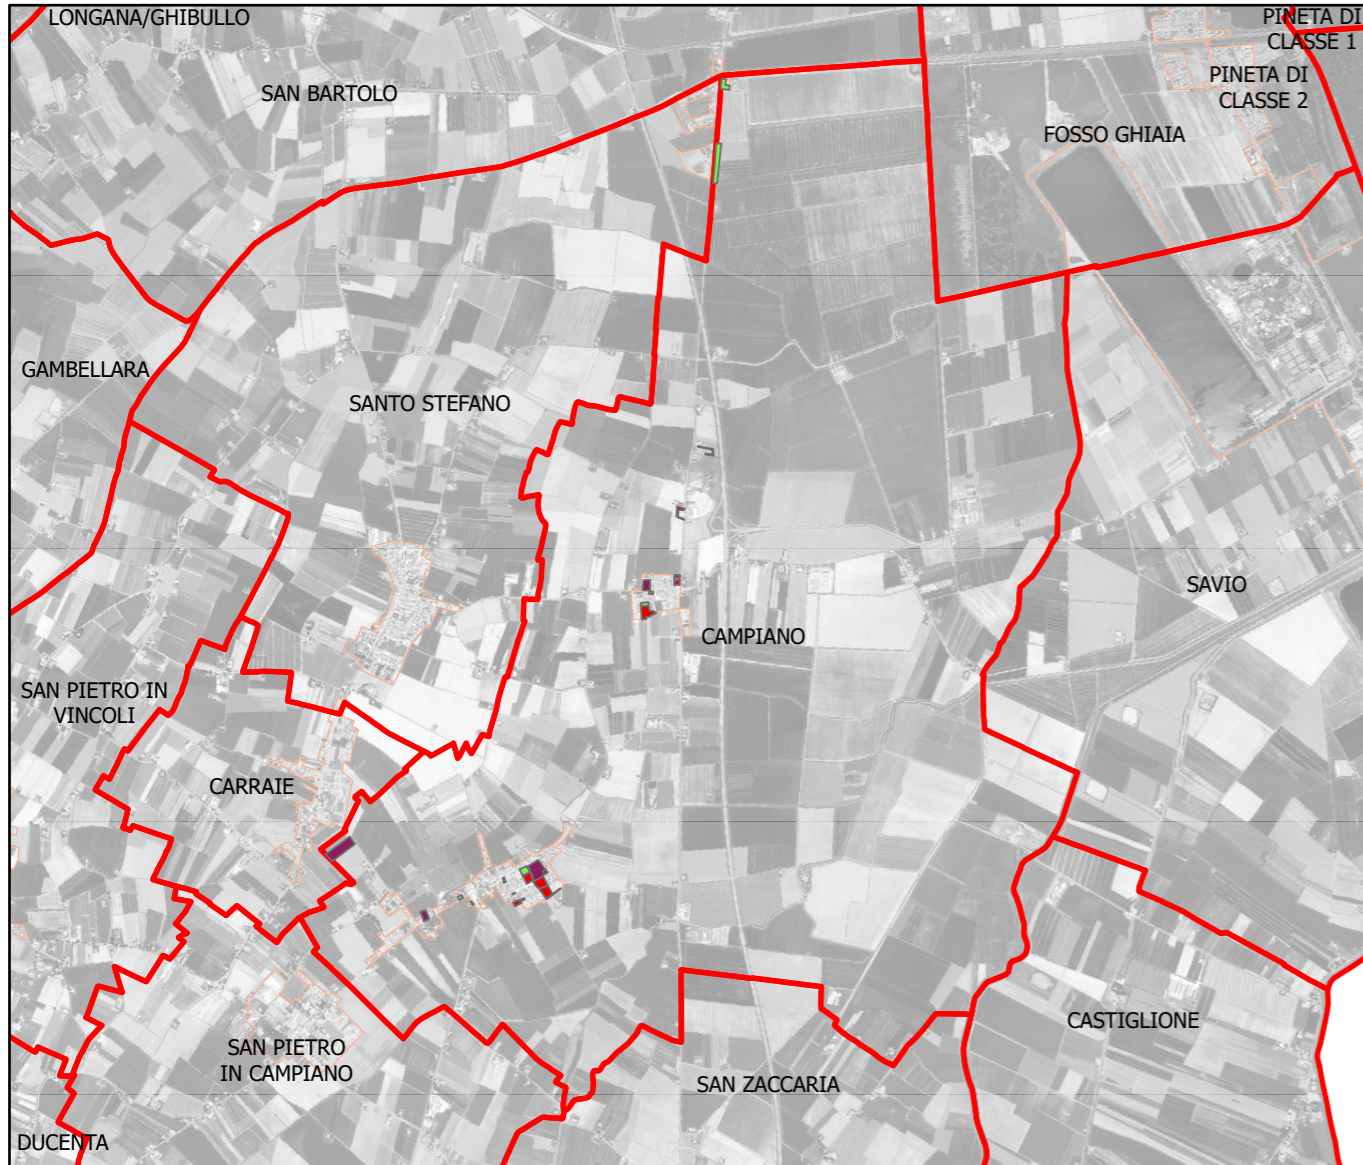 LONGANA/GHIBULLO
PINETA DI
CLASSE 1
PINETA DI
CLASSE 2
SAN BARTOLO
FOSSO GHIAIA
GAMBELLARA
SANTO STEFANO
SAVIO
CAMPIANO
SAN PIETRO IN
VINCOLI
CARRAIE
CASTIGLIONE
SAN PIETRO
IN CAMPIANO
SAN ZACCARIA
DUCENTA